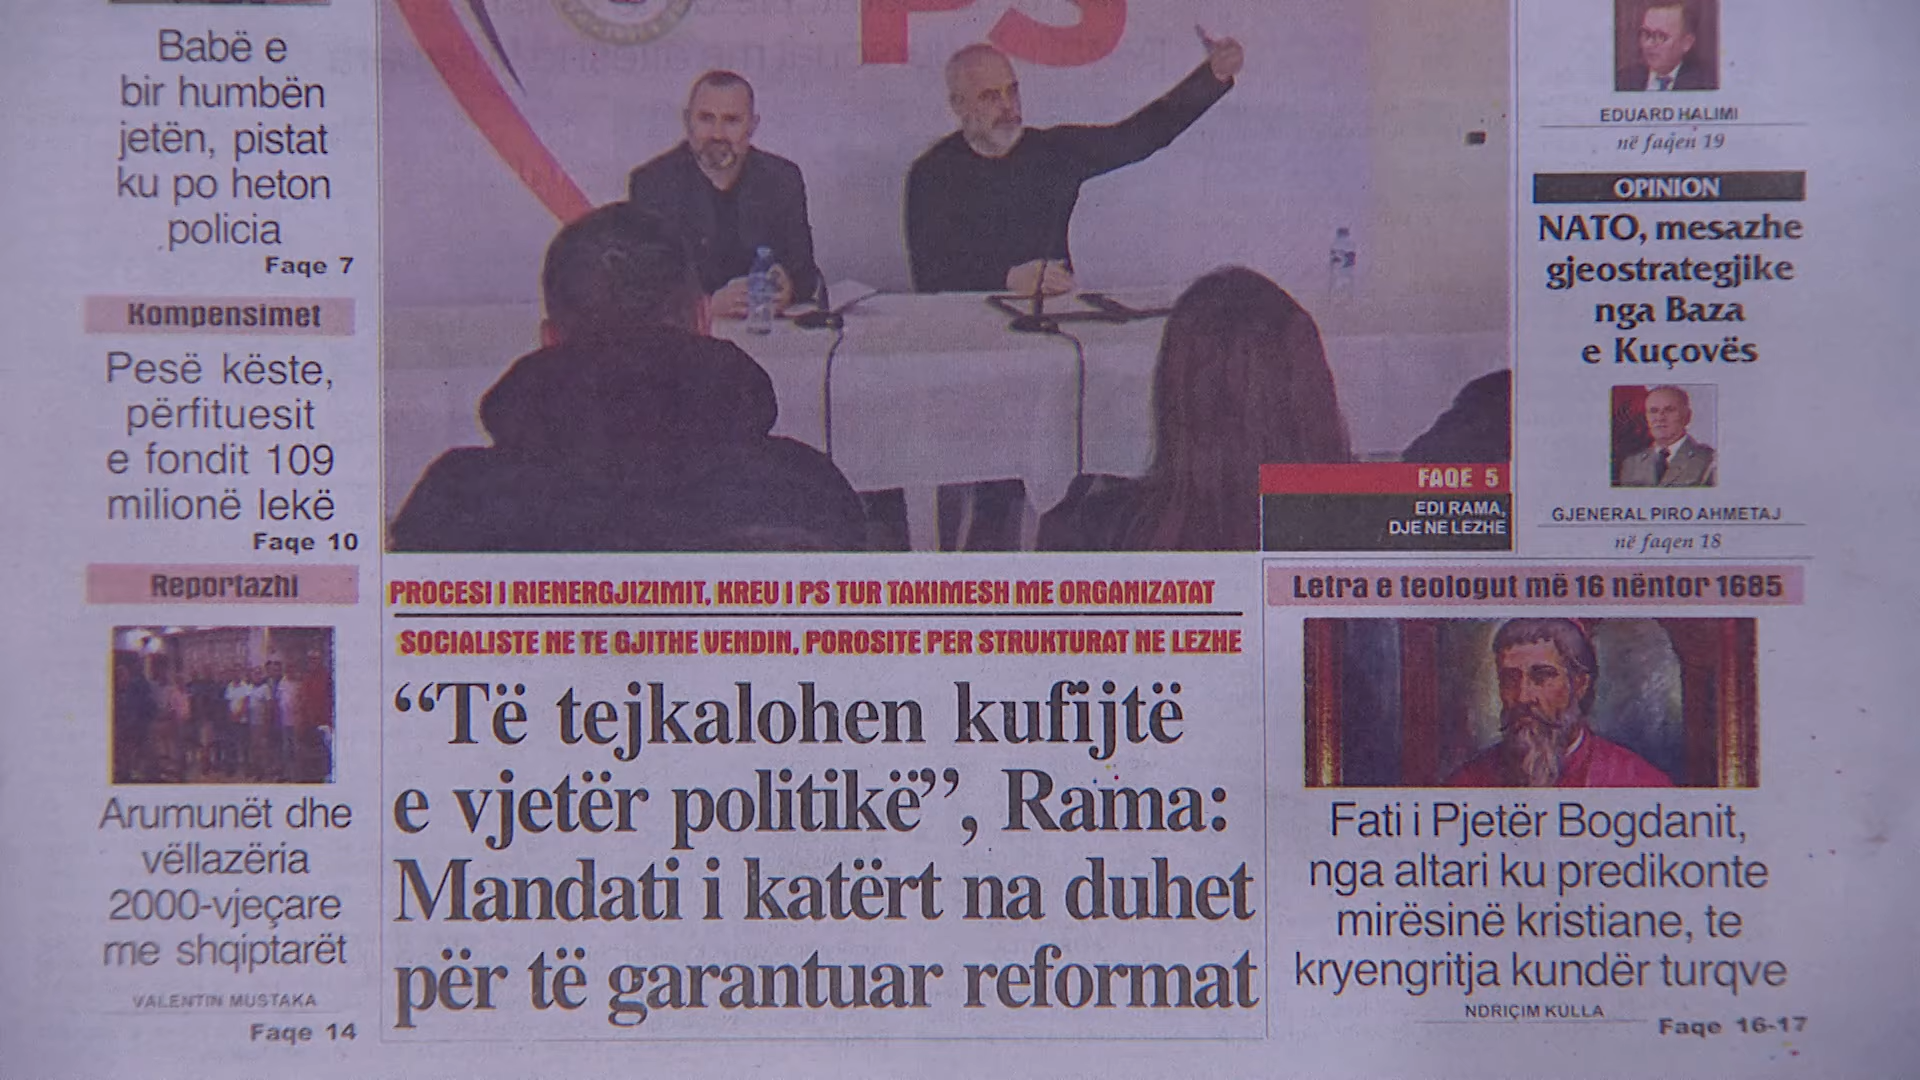 Babë e
bir humbën
jetën, pistat
ku po heton
policia
Faqe 7
Kompensimet
Pesë këste,
përfituesit
e fondit 109
milionë lekë
Faqe 10
Reportazhi
Arumunët dhe
vëllazëria
2000-vjeçare
me shqiptarët
VALENTIN MUSTAKA
Faqe 14
PS
FAQE 5
EDI RAMA,
DJE NE LEZHE
PROCESI I RIENERGJIZIMIT, KREU I PS TUR TAKIMESH ME ORGANIZATAT
SOCIALISTE NE TE GJITHE VENDIN, POROSITE PER STRUKTURAT NE LEZHE
“Të tejkalohen kufijtë
e vjetër politikë”, Rama:
Mandati i katërt na duhet
për të garantuar reformat
EDUARD HALIMI
në faqen 19
OPINION
NATO, mesazhe
gjeostrategjike
nga Baza
e Kuçovës
GJENERAL PIRO AHMETAJ
në faqen 18
Letra e teologut më 16 nëntor 1685
Fati i Pjetër Bogdanit,
nga altari ku predikonte
mirësinë kristiane, te
kryengritja kundër turqve
NDRIÇIM KULLA
Faqe 16-17